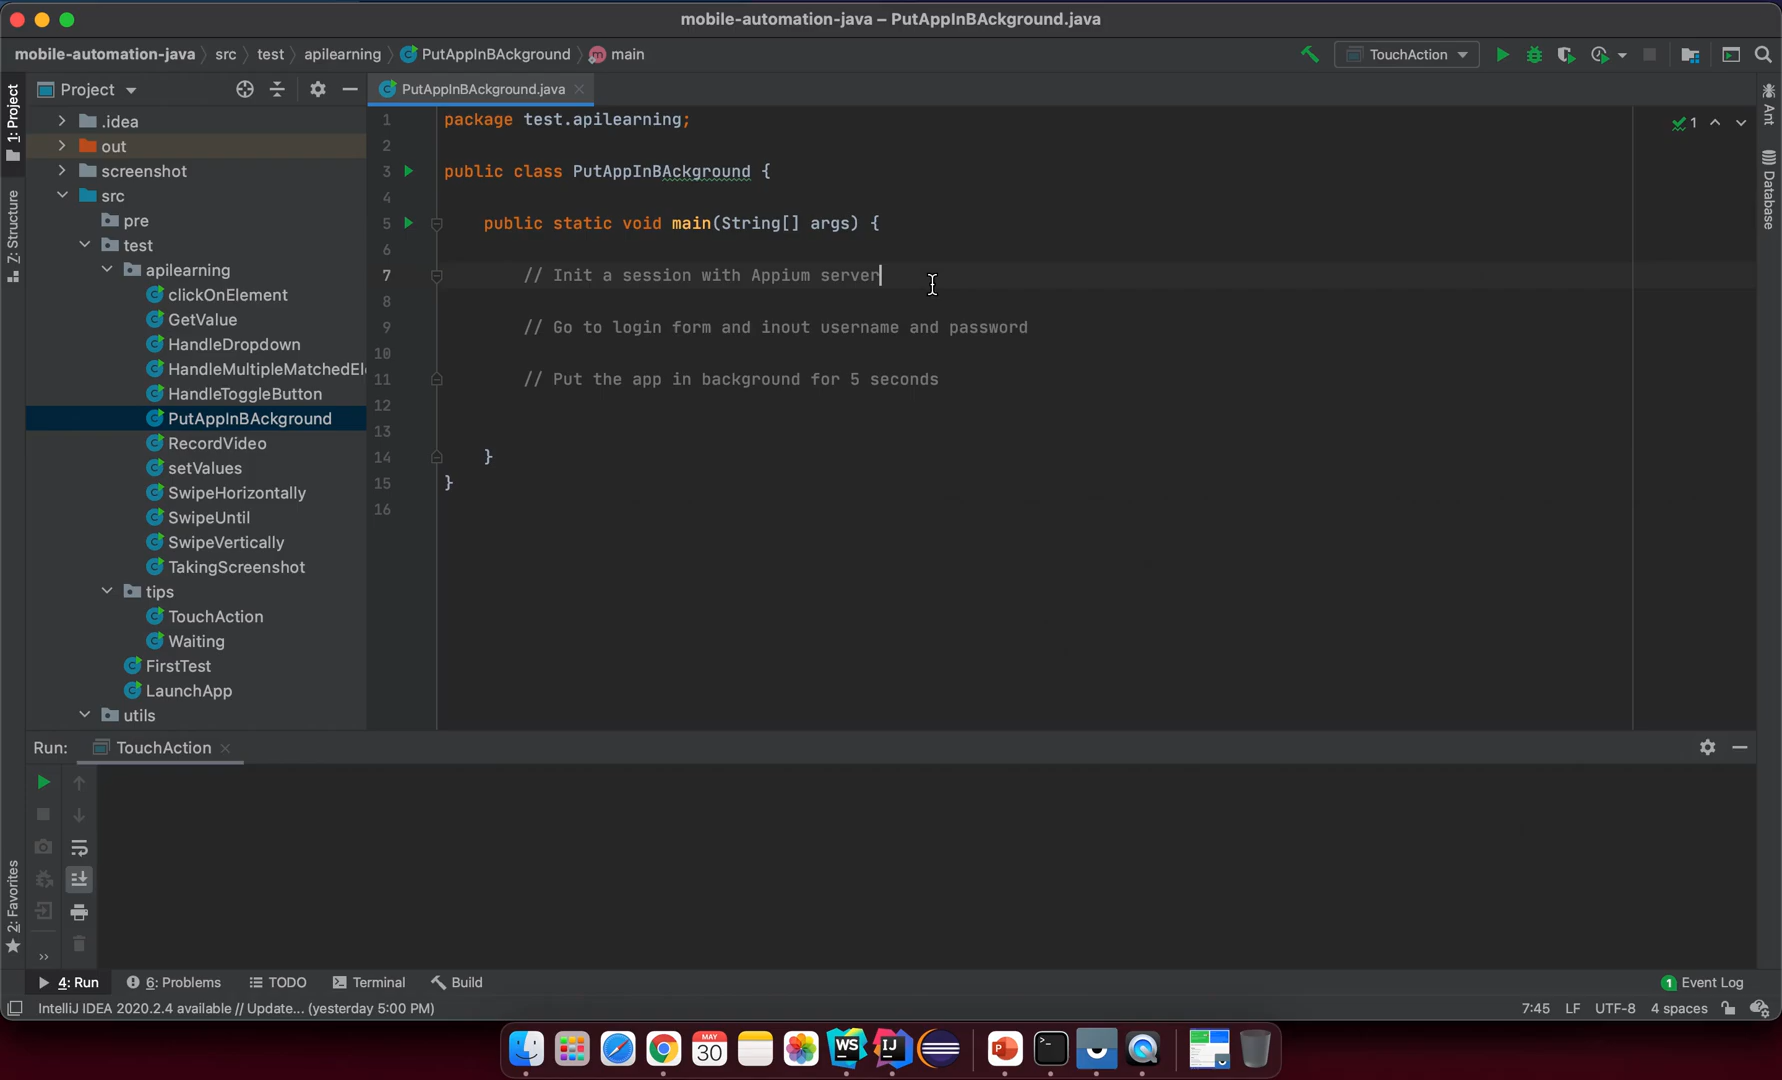 mobile-automation-java – PutAppInBAckground.java
mobile-automation-java src test apilearning PutAppInBAckground main
TouchAction
1: Project
Project
PutAppInBAckground.java
.idea
out
screenshot
src
pre
test
apilearning
clickOnElement
GetValue
HandleDropdown
HandleMultipleMatchedEl
HandleToggleButton
PutAppInBAckground
RecordVideo
setValues
SwipeHorizontally
SwipeUntil
SwipeVertically
TakingScreenshot
tips
TouchAction
Waiting
FirstTest
LaunchApp
utils
Z: Structure
2: Favorites
1 package test.apilearning;
2
3 public class PutAppInBAckground {
4
5 public static void main(String[] args) {
6
7 // Init a session with Appium server
8
9 // Go to login form and inout username and password
10
11 // Put the app in background for 5 seconds
12
13
14 }
15 }
16
1
Ant
Database
Run: TouchAction
4: Run 6: Problems TODO Terminal Build 1 Event Log
IntelliJ IDEA 2020.2.4 available // Update... (yesterday 5:00 PM) 7:45 LF UTF-8 4 spaces
MAY
30
WS
IJ
P